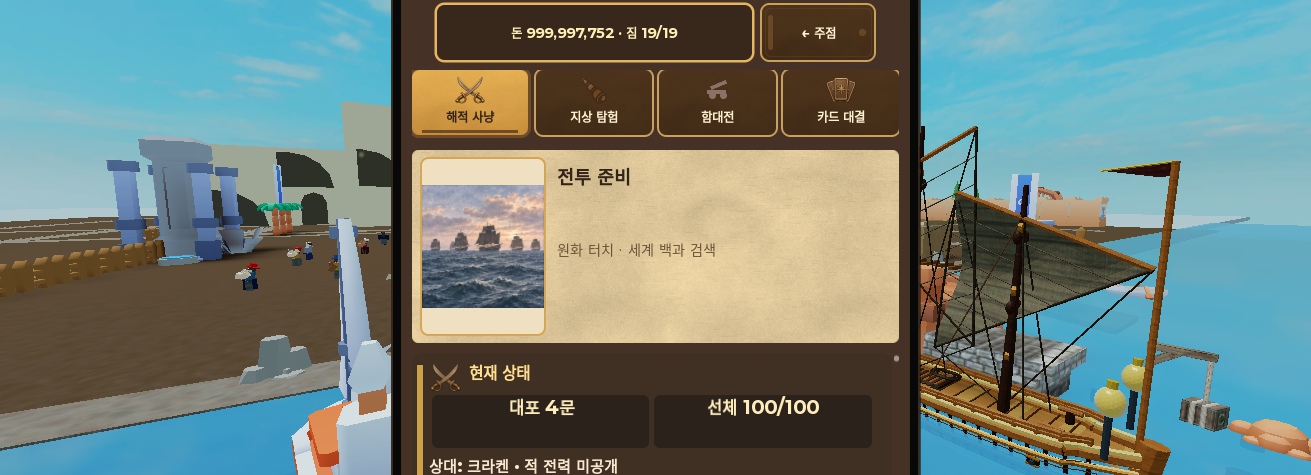 돈 999,997,752 · 짐 19/19
← 주점
해적 사냥
지상 탐험
함대전
카드 대결
전투 준비
원화 터치 · 세계 백과 검색
현재 상태
대포 4문
선체 100/100
상대: 크라켄 • 적 전력 미공개